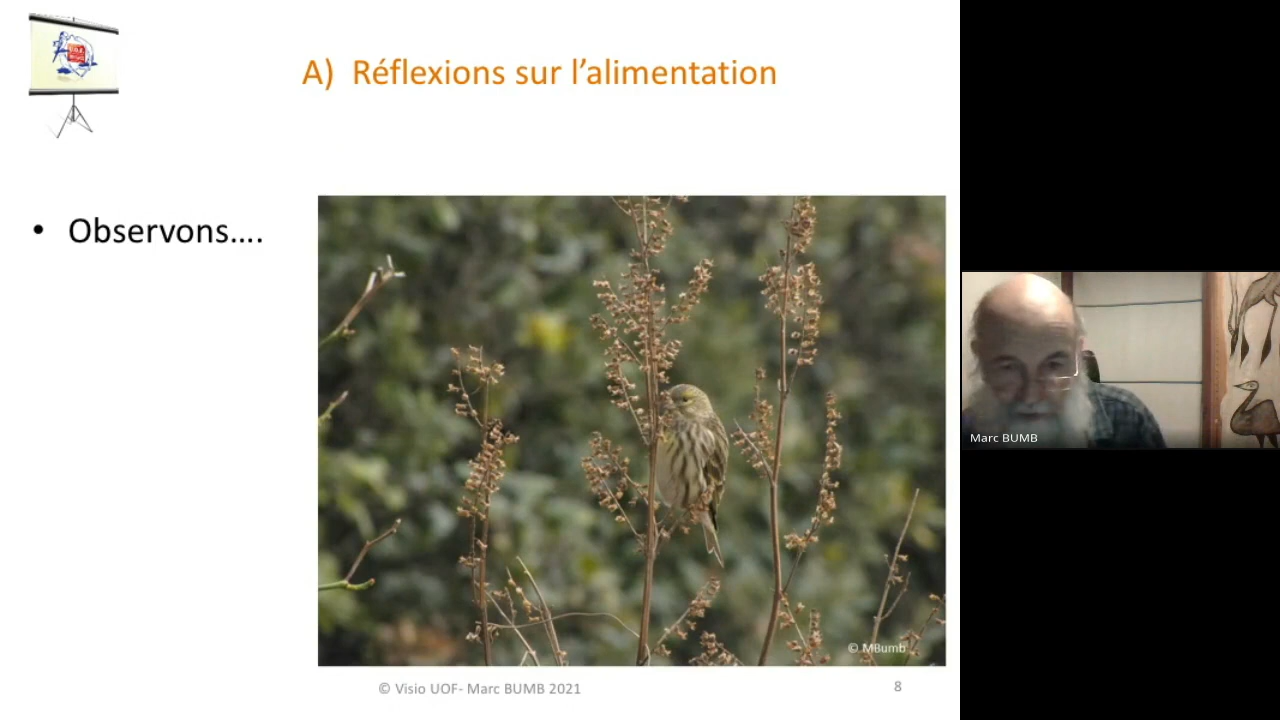 A) Réflexions sur l’alimentation
• Observons....
© MBumb
© Visio UOF- Marc BUMB 2021
8
Marc BUMB